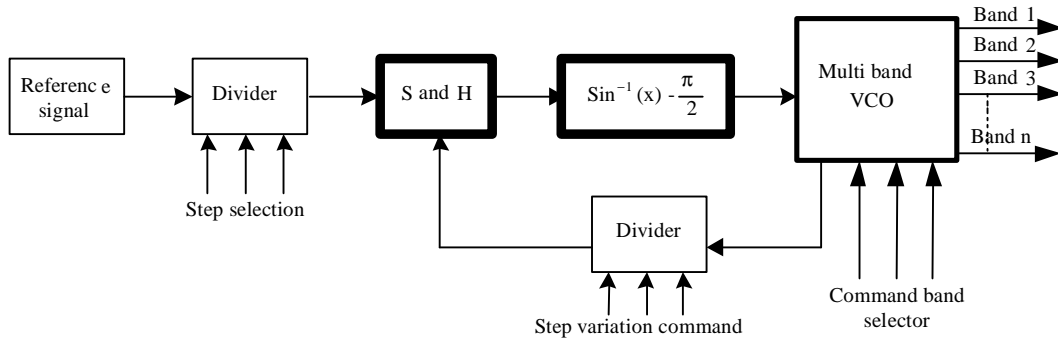 Band 1
Band 2
Band 3
Band n
Referenc e
signal
Divider
S and H
Sin⁻¹(x) - π/2
Multi band
VCO
Step selection
Divider
Step variation command
Command band
selector